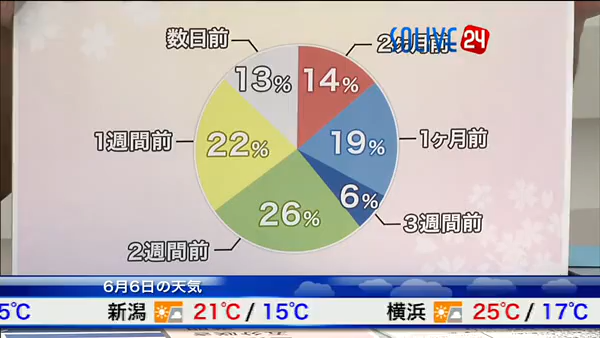 SOLIVE24
数日前
2ヶ月前
13%
14%
1週間前
22%
19%
1ヶ月前
6%
26%
3週間前
2週間前
6月6日の天気
5℃ 新潟 21℃/15℃ 横浜 25℃/17℃